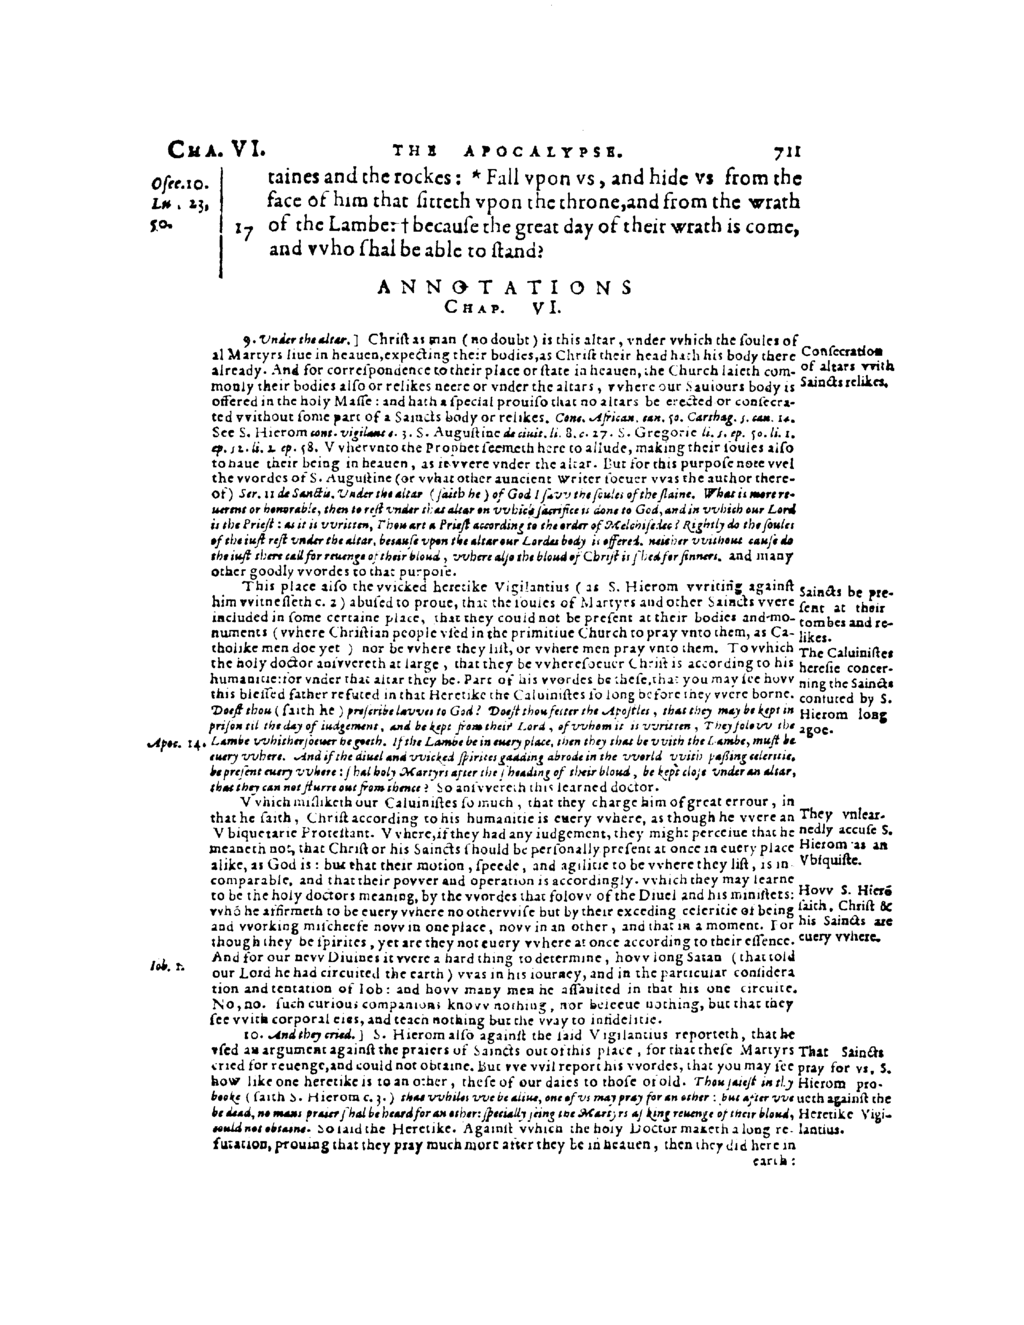 CHA. VI. THE APOCALYPSE. 711
Osee. 10.
Lu. 23,
30.
taines and the rockes: * Fall vpon vs, and hide vs from the
face of him that sitteth vpon the throne, and from the wrath
17 of the Lambe: † because the great day of their wrath is come,
and vvho shal be able to stand?
ANNOTATIONS
CHAP. VI.
9. Vnder the altar.] Christ as man (no doubt) is this altar, vnder vvhich the soules of
al Martyrs liue in heauen, expecting their bodies, as Christ their head hath his body there
already. And for correspondence to their place or state in heauen, the Church laieth com-
monly their bodies also or relikes neere or vnder the altars, vvhere our Sauiours body is
offered in the holy Masse: and hath a special prouiso that no altars be erected or consecra-
ted vvithout some part of a Saincts body or relikes. Conc. African. can. 50. Carthag. 5. can. 14.
See S. Hierom cont. vigilant c. 3. S. Augustine de ciuit. li. 8. c. 27. S. Gregorie li. 5. ep. 50. li. 1.
ep. 52. li. 2. ep. 58. VVhervnto the Prophet seemeth here to allude, making their soules also
to haue their being in heauen, as it vvere vnder the altar. But for this purpose note vvel
the vvordes of S. Augustine (or vvhat other auncient writer soeuer vvas the author there-
of) Ser. 11 de Sanctis. Vnder the altar (saith he) of God I savv the soules of the slaine. What is more re-
uerent or honorable, then to rest vnder that altar on vvhich sacrifice is done to God, and in vvhich our Lord
is the Priest: as it is vvritten, Thou art a Priest according to the order of Melchisedec? Rightly do the soules
of the iust rest vnder the altar, because vpon the altar our Lordes body is offered. neither vvithout cause do
the iust there call for reuenge of their bloud, vvhere also the bloud of Christ is shed for sinners. and many
other goodly vvordes to that purpose.
Consecration
of altars vvith
Saincts relikes.
This place also the vvicked heretike Vigilantius (as S. Hierom vvriting against
him vvitnesseth c. 2) abused to proue, that the soules of Martyrs and other Saincts vvere
included in some certaine place, that they could not be present at their bodies and mo-
numents (vvhere Christian people vsed in the primitiue Church to pray vnto them, as Ca-
tholike men doe yet) nor be vvhere they list, or vvhere men pray vnto them. To vvhich
the holy doctor ansvvereth at large, that they be vvheresoeuer Christ is according to his
humanitie: for vnder that altar they be. Part of his vvordes be these, that you may see hovv
this blessed father refuted in that Heretike the Caluinistes so long before they vvere borne.
Doest thou (saith he) prescribe lavves to God? Doest thou fetter the Apostles, that they may be kept in
prison til the day of iudgement, and be kept from their Lord, of vvhom it is vvritten, They folovv the
Lambe vvhithersoeuer he goeth. If the Lambe be in euery place, then they that be vvith the Lambe, must be
euery vvhere. And if the diuel and vvicked spirites gadding abrode in the vvorld vvith passing celeritie,
be present euery vvhere: shal holy Martyrs after the sheading of their bloud, be kept close vnder an altar,
that they can not sturre out from thence? So ansvvereth this learned doctor.
Saincts be pre-
sent at their
tombes and re-
likes.
The Caluinistes
heresie concer-
ning the Saincts
confuted by S.
Hierom long
agoe.
Apoc. 14.
VVhich misliketh our Caluinistes so much, that they charge him of great errour, in
that he saith, Christ according to his humanitie is euery vvhere, as though he vvere an
Vbiquetarie Protestant. VVhere, if they had any iudgement, they might perceiue that he
meaneth not, that Christ or his Saincts should be personally present at once in euery place
alike, as God is: but that their motion, speede, and agilitie to be vvhere they list, is in-
comparable, and that their povver and operation is accordingly. vvhich they may learne
to be the holy doctors meaning, by the vvordes that folovv of the Diuel and his ministers:
vvho he affirmeth to be euery vvhere no othervvise but by their exceding celeritie of being
and vvorking mischeefe novv in one place, novv in an other, and that in a moment. For
though they be spirites, yet are they not euery vvhere at once according to their essence.
And for our nevv Diuines it vvere a hard thing to determine, hovv long Satan (that told
our Lord he had circuited the earth) vvas in his iourney, and in the particular considera
tion and tentation of Iob: and hovv many men he assaulted in that his one circuite.
No, no. such curious companions knovv nothing, nor beleeue nothing, but that they
see vvith corporal eies, and teach nothing but the vvay to infidelitie.
They vnlear-
nedly accuse S.
Hierom as an
Vbiquiste.
Hovv S. Hierō
saith, Christ &
his Saincts are
euery vvhere.
Iob. 1.
10. And they cried.] S. Hierom also against the said Vigilantius reporteth, that he
vsed an argument against the praiers of Saincts out of this place, for that these Martyrs
cried for reuenge, and could not obtaine. But vve vvil report his vvordes, that you may see
how like one heretike is to an other, these of our daies to those of old. Thou saiest in thy
booke (saith S. Hierom c. 3.) that vvhiles vve be aliue, one of vs may pray for an other: but after vve
be dead, no mans praier shal be heard for an other: specially seing the Martyrs asking reuenge of their bloud,
could not obtaine. So said the Heretike. Against vvhich the holy Doctor maketh a long re-
futation, prouing that they pray much more after they be in heauen, then they did here in
earth:
That Saincts
pray for vs, S.
Hierom pro-
ueth against the
Heretike Vigi-
lantius.